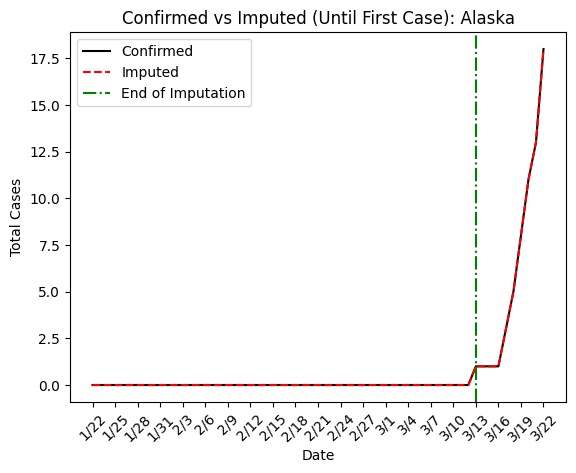 Confirmed vs Imputed (Until First Case): Alaska
Confirmed
Imputed
End of Imputation
Total Cases
17.5
15.0
12.5
10.0
7.5
5.0
2.5
0.0
1/22 1/25 1/28 1/31 2/3 2/6 2/9 2/12 2/15 2/18 2/21 2/24 2/27 3/1 3/4 3/7 3/10 3/13 3/16 3/19 3/22
Date